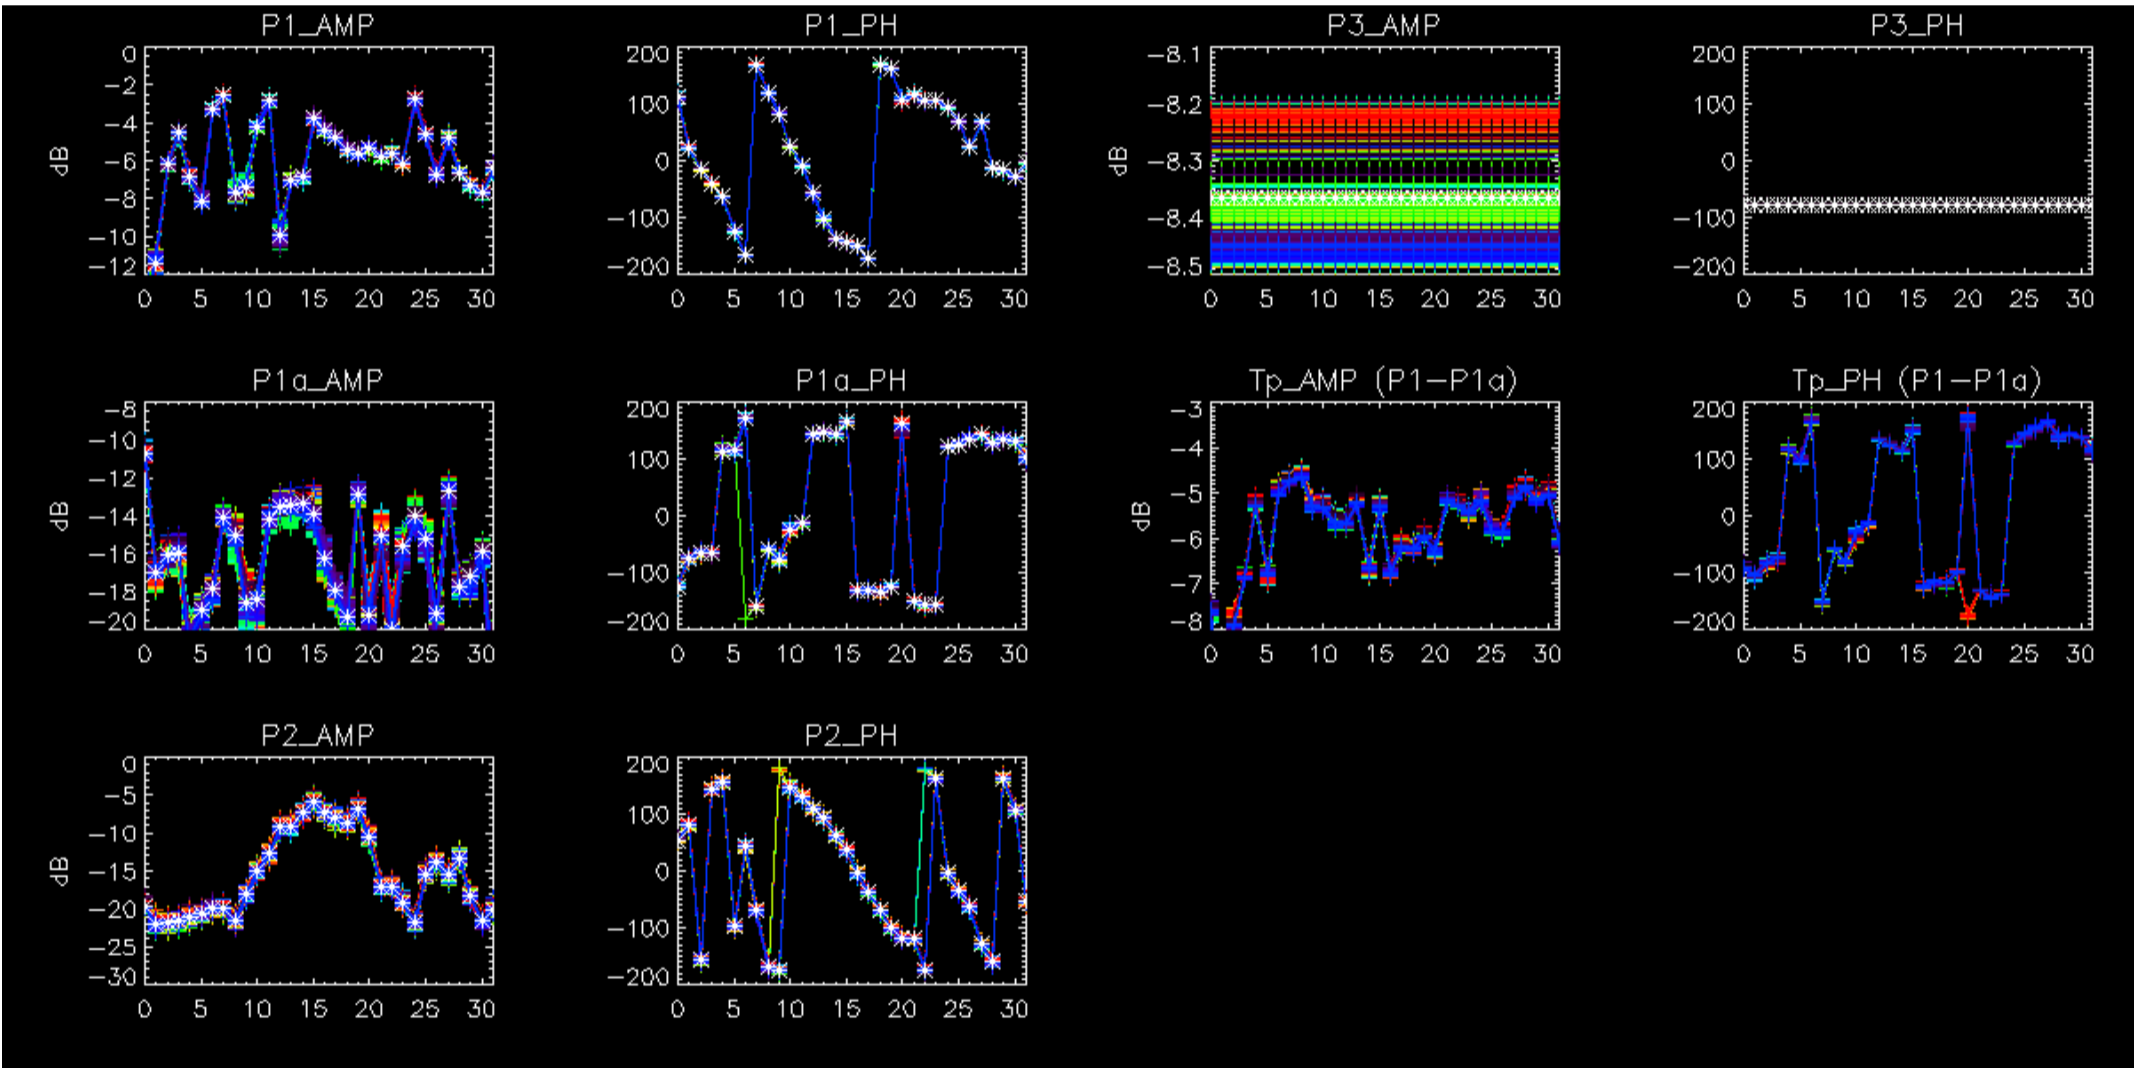 P1_AMP
0
−2
−4
−6
−8
−10
−12
dB
0 5 10 15 20 25 30
P1_PH
200
100
0
−100
−200
0 5 10 15 20 25 30
P3_AMP
−8.1
−8.2
−8.3
−8.4
−8.5
dB
0 5 10 15 20 25 30
P3_PH
200
100
0
−100
−200
0 5 10 15 20 25 30
P1a_AMP
−8
−10
−12
−14
−16
−18
−20
dB
0 5 10 15 20 25 30
P1a_PH
200
100
0
−100
−200
0 5 10 15 20 25 30
Tp_AMP (P1−P1a)
−3
−4
−5
−6
−7
−8
dB
0 5 10 15 20 25 30
Tp_PH (P1−P1a)
200
100
0
−100
−200
0 5 10 15 20 25 30
P2_AMP
0
−5
−10
−15
−20
−25
−30
dB
0 5 10 15 20 25 30
P2_PH
200
100
0
−100
−200
0 5 10 15 20 25 30